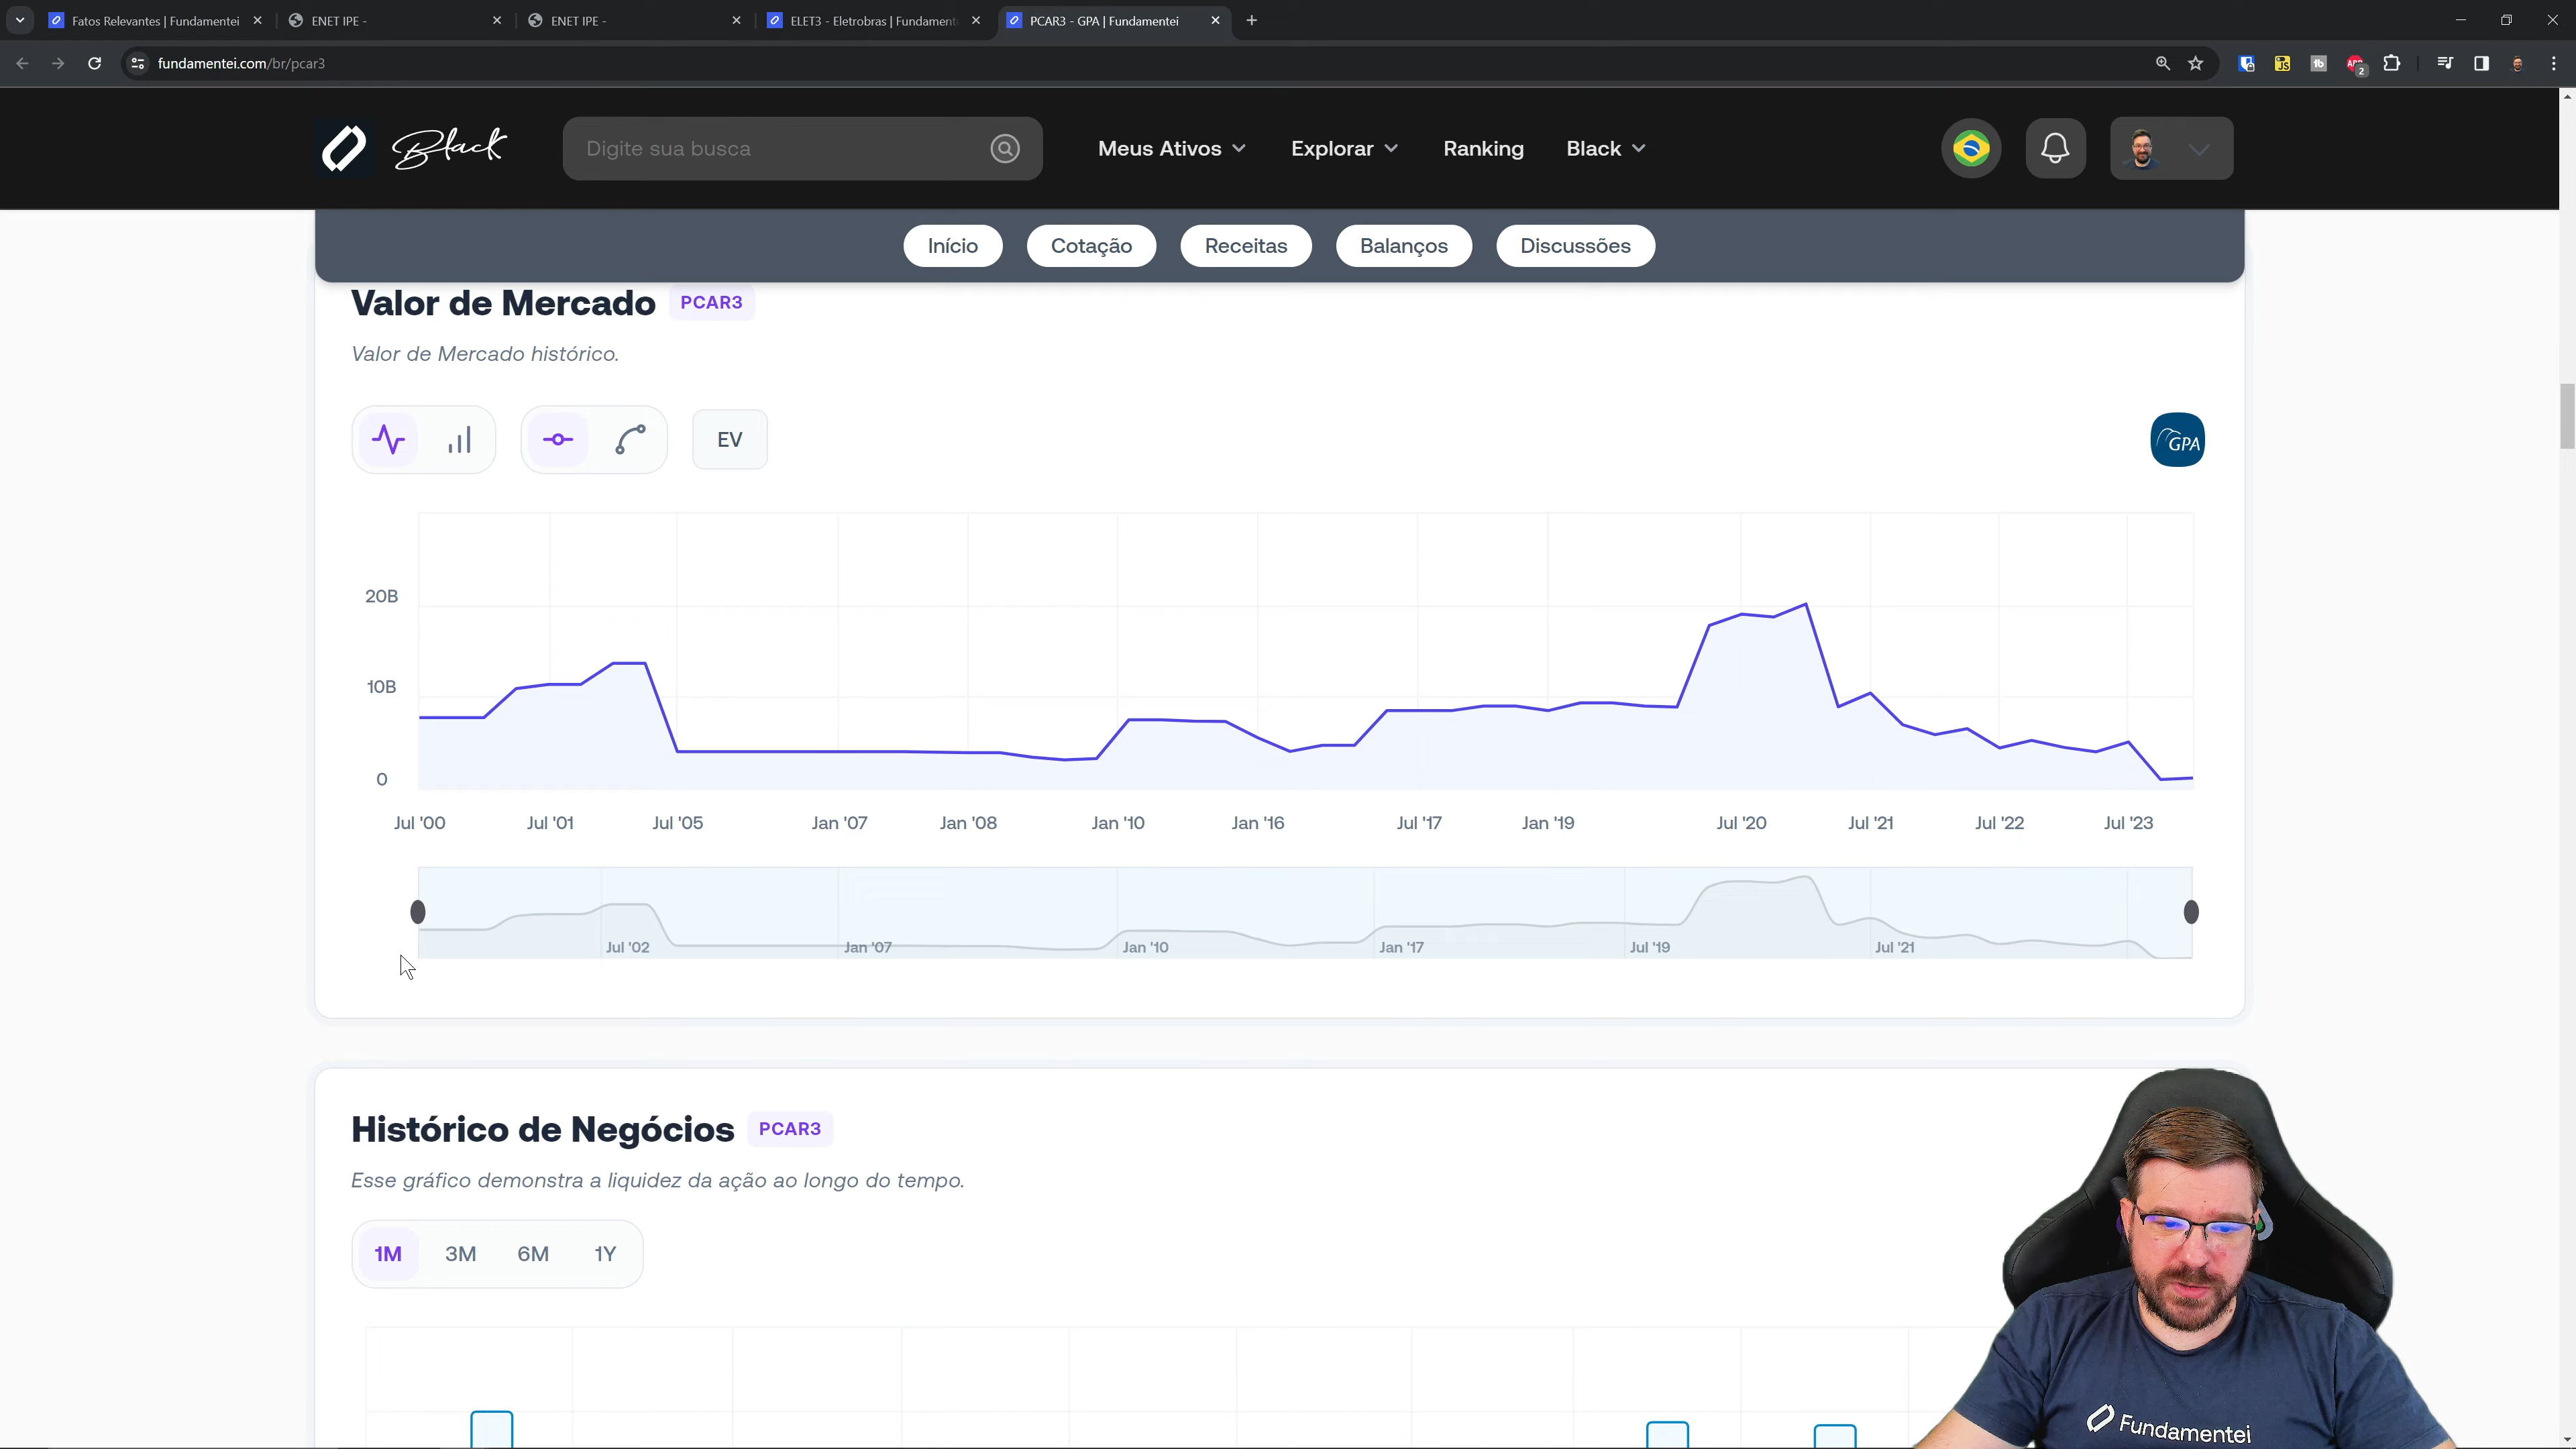 Fatos Relevantes | Fundamentei
ENET IPE -
ENET IPE -
ELET3 - Eletrobras | Fundament
PCAR3 - GPA | Fundamentei
fundamentei.com/br/pcar3
Black
Digite sua busca
Meus Ativos
Explorar
Ranking
Black
Início
Cotação
Receitas
Balanços
Discussões
Valor de Mercado
PCAR3
Valor de Mercado histórico.
EV
GPA
20B
10B
0
Jul '00
Jul '01
Jul '05
Jan '07
Jan '08
Jan '10
Jan '16
Jul '17
Jan '19
Jul '20
Jul '21
Jul '22
Jul '23
Jul '02
Jan '07
Jan '10
Jan '17
Jul '19
Jul '21
Histórico de Negócios
PCAR3
Esse gráfico demonstra a liquidez da ação ao longo do tempo.
1M
3M
6M
1Y
Fundamentei